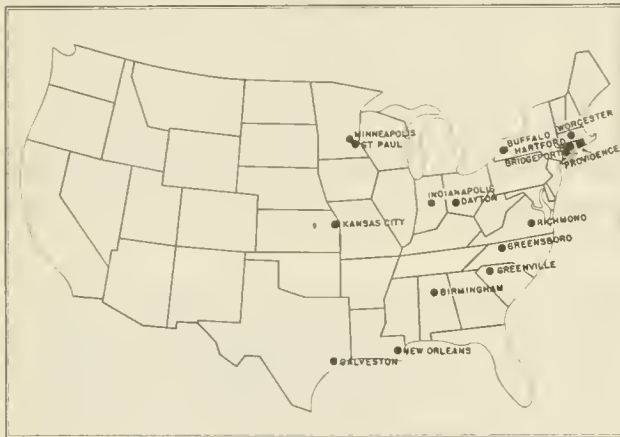 MINNEAPOLIS
ST PAUL
BUFFALO
WORCESTER
HARTFORD
BRIDGEPORT
PROVIDENCE
INDIANAPOLIS
DAYTON
KANSAS CITY
RICHMOND
GREENSBORO
GREENVILLE
BIRMINGHAM
NEW ORLEANS
GALVESTON